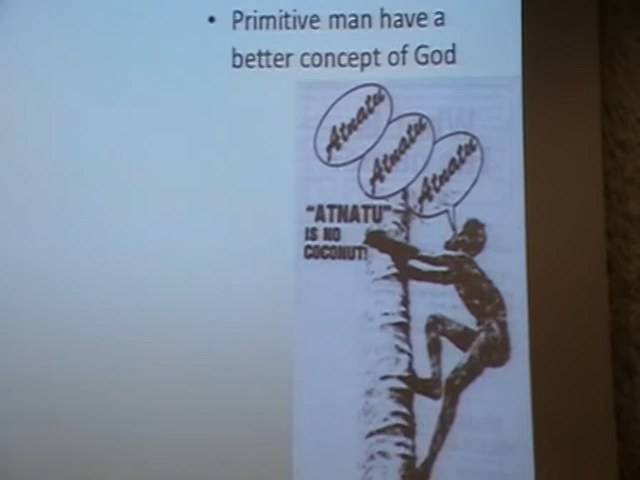 • Primitive man have a
better concept of God
Atnatu
Atnatu
Atnatu
"ATNATU"
IS NO
COCONUT!